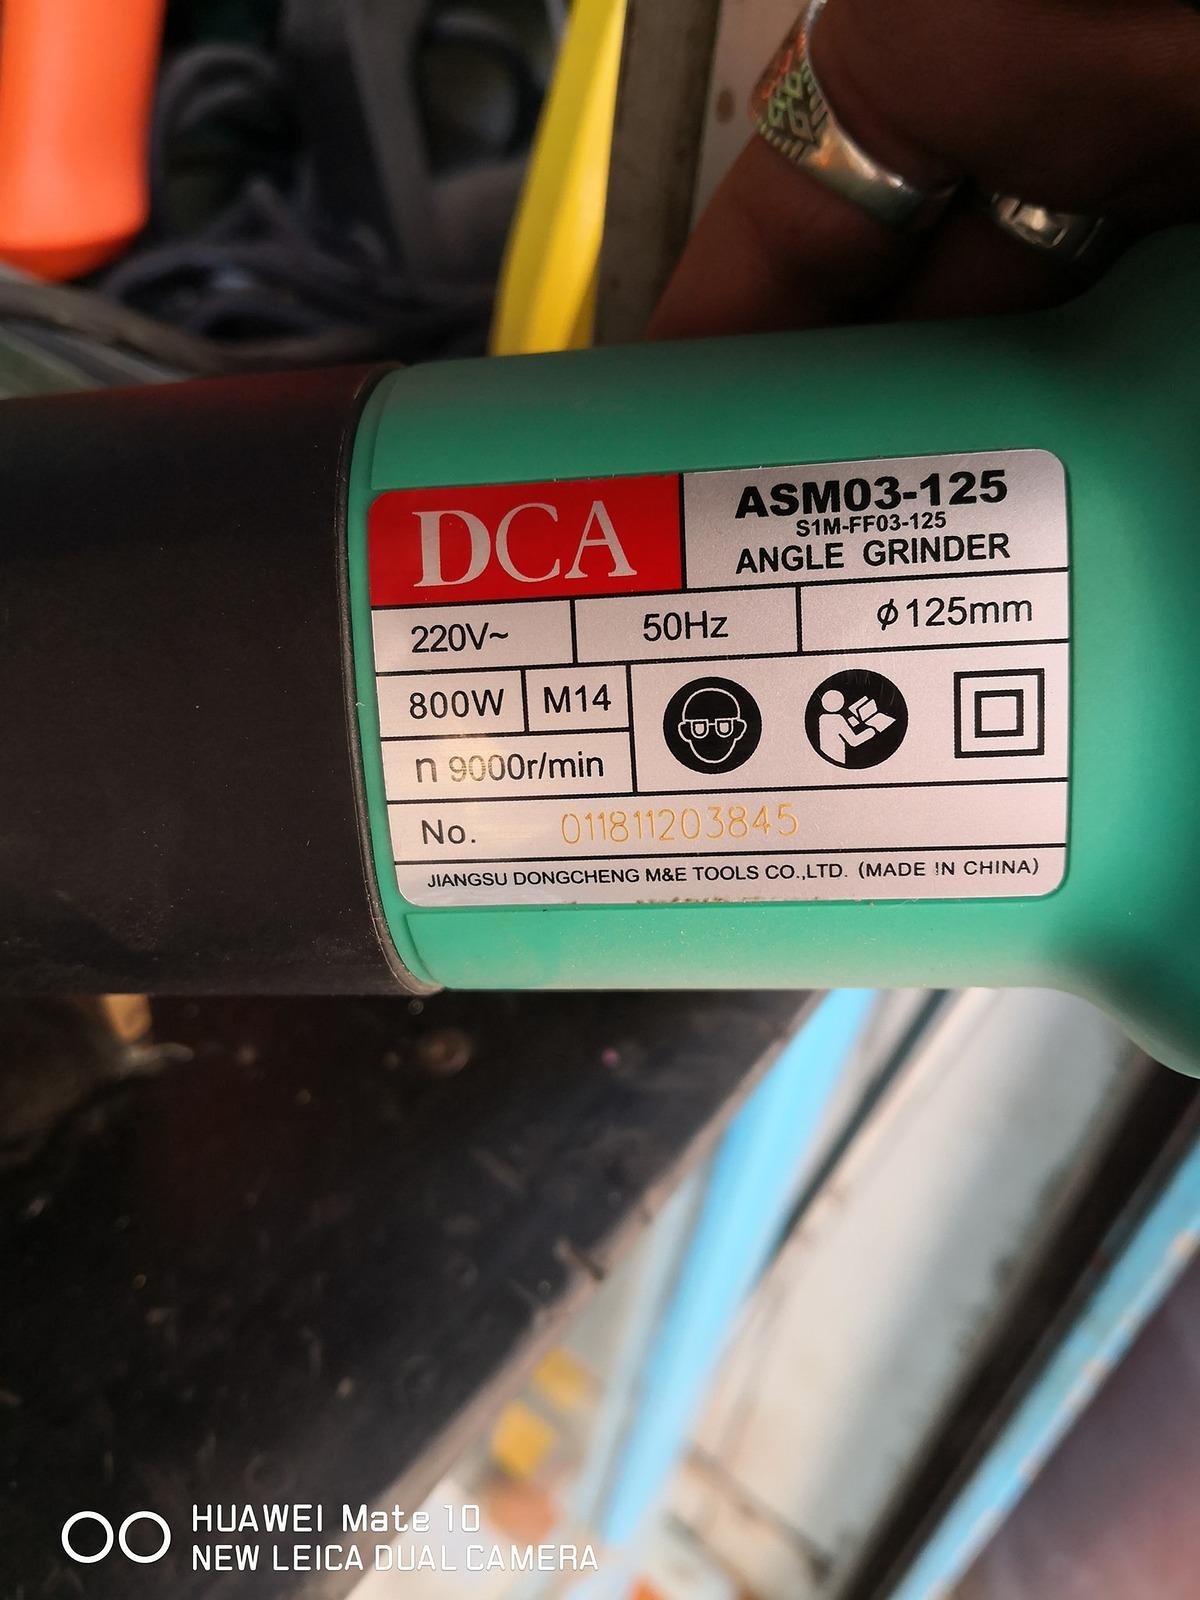 DCA
ASM03-125
S1M-FF03-125
ANGLE GRINDER
220V~
50Hz
ϕ125mm
800W
M14
n 9000r/min
No. 011811203845
JIANGSU DONGCHENG M&E TOOLS CO.,LTD. (MADE IN CHINA)
HUAWEI Mate 10
NEW LEICA DUAL CAMERA